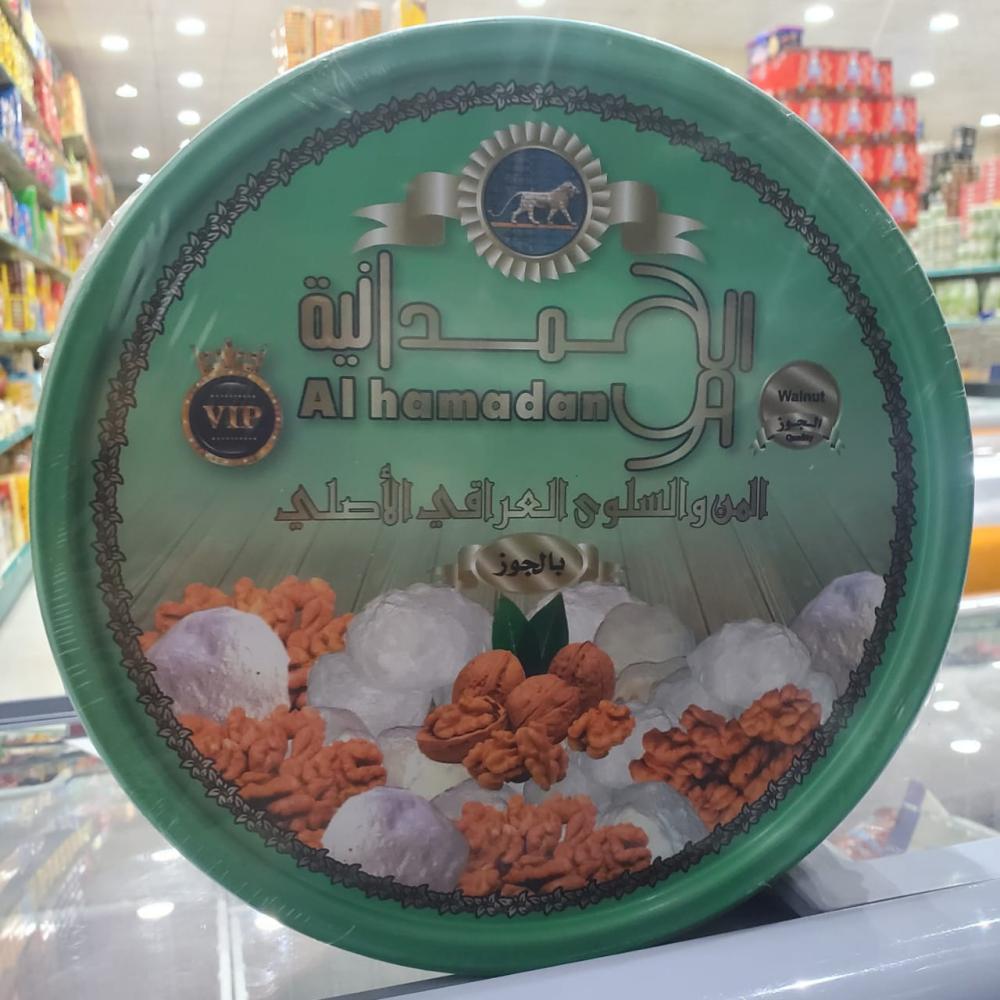 الحمدانية
Al hamadan
VIP
Walnut
الجوز
Quality
المن والسلوى العراقي الأصلي
بالجوز